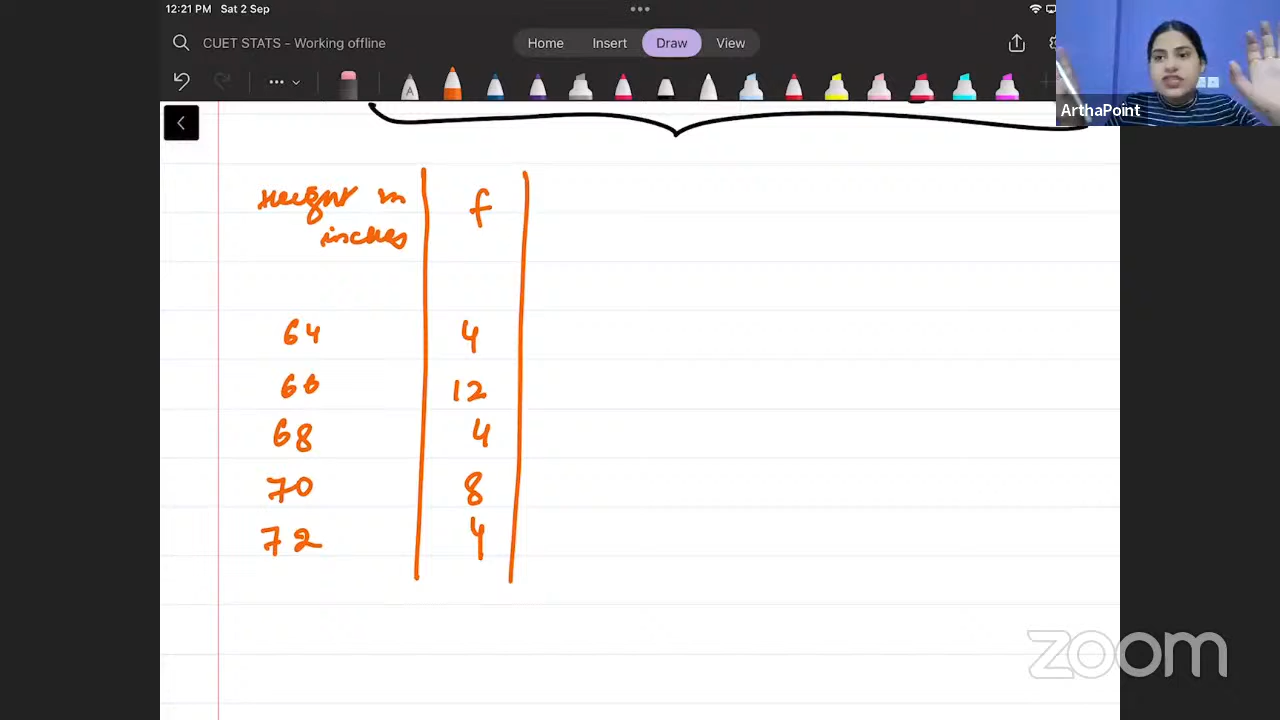 12:21 PM Sat 2 Sep
CUET STATS - Working offline
Home Insert Draw View
A
ArthaPoint
Height in f
inches
64 4
66 12
68 4
70 8
72 4
zoom